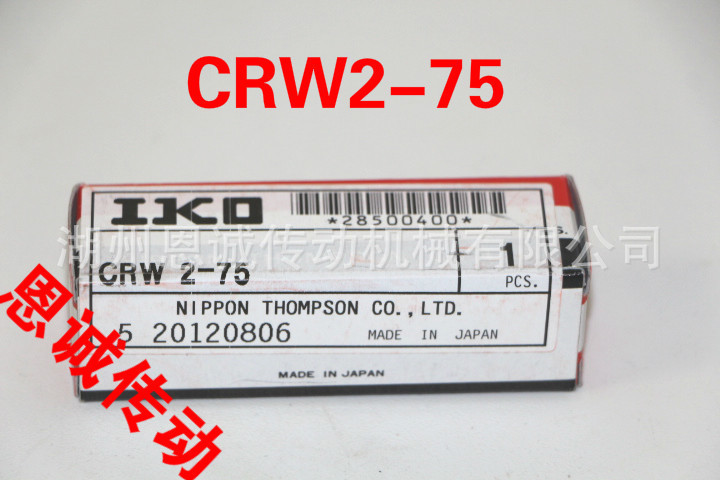 CRW2-75
IKO
*28500400*
湖州恩诚传动机械有限公司
CRW 2-75
1
PCS.
NIPPON THOMPSON CO.,LTD.
5 20120806 MADE IN JAPAN
MADE IN JAPAN
恩诚传动